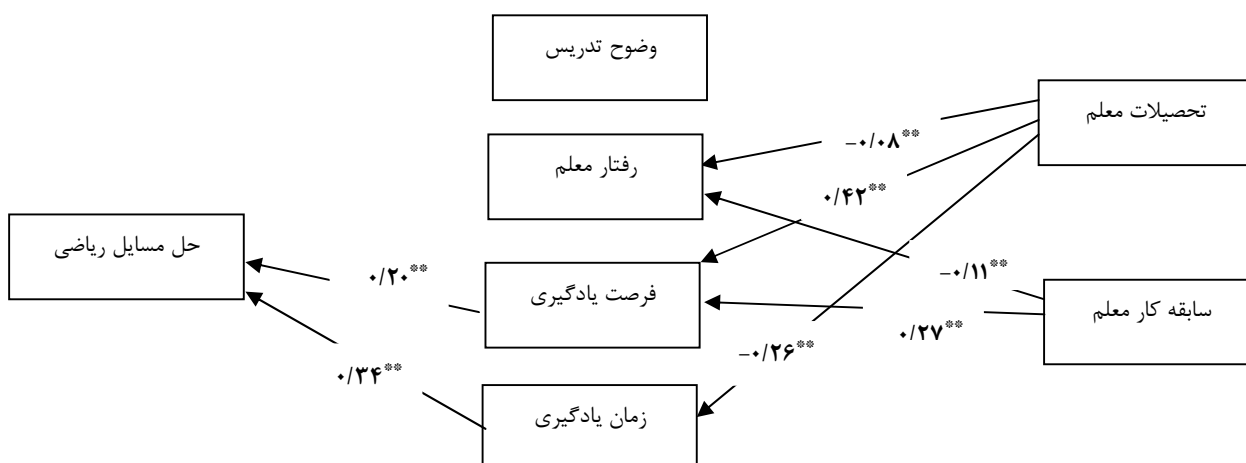 وضوح تدریس
تحصیلات معلم
−۰/۰۸**
رفتار معلم
۰/۴۲**
حل مسایل ریاضی
۰/۲۰**
فرصت یادگیری
−۰/۱۱**
سابقه کار معلم
۰/۲۷**
−۰/۲۶**
۰/۳۴**
زمان یادگیری